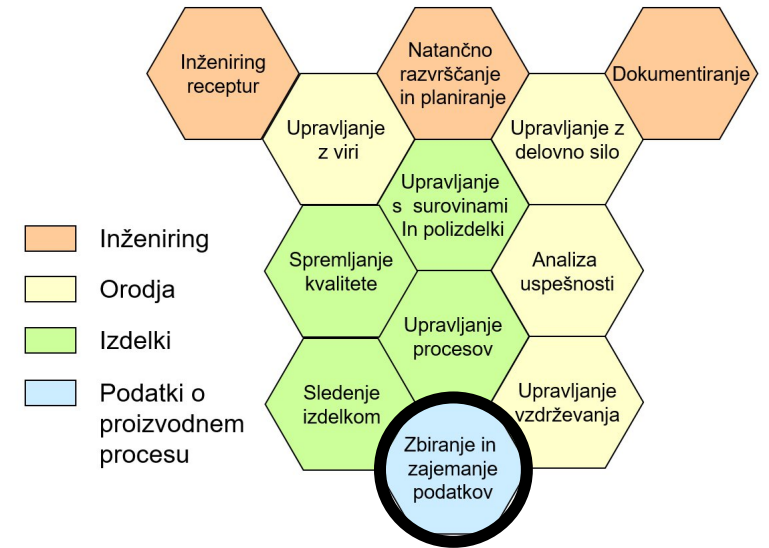 Inženiring
receptur
Natančno
razvrščanje
in planiranje
Dokumentiranje
Upravljanje
z viri
Upravljanje z
delovno silo
Upravljanje
s surovinami
In polizdelki
Spremljanje
kvalitete
Analiza
uspešnosti
Upravljanje
procesov
Sledenje
izdelkom
Upravljanje
vzdrževanja
Zbiranje in
zajemanje
podatkov
Inženiring
Orodja
Izdelki
Podatki o
proizvodnem
procesu